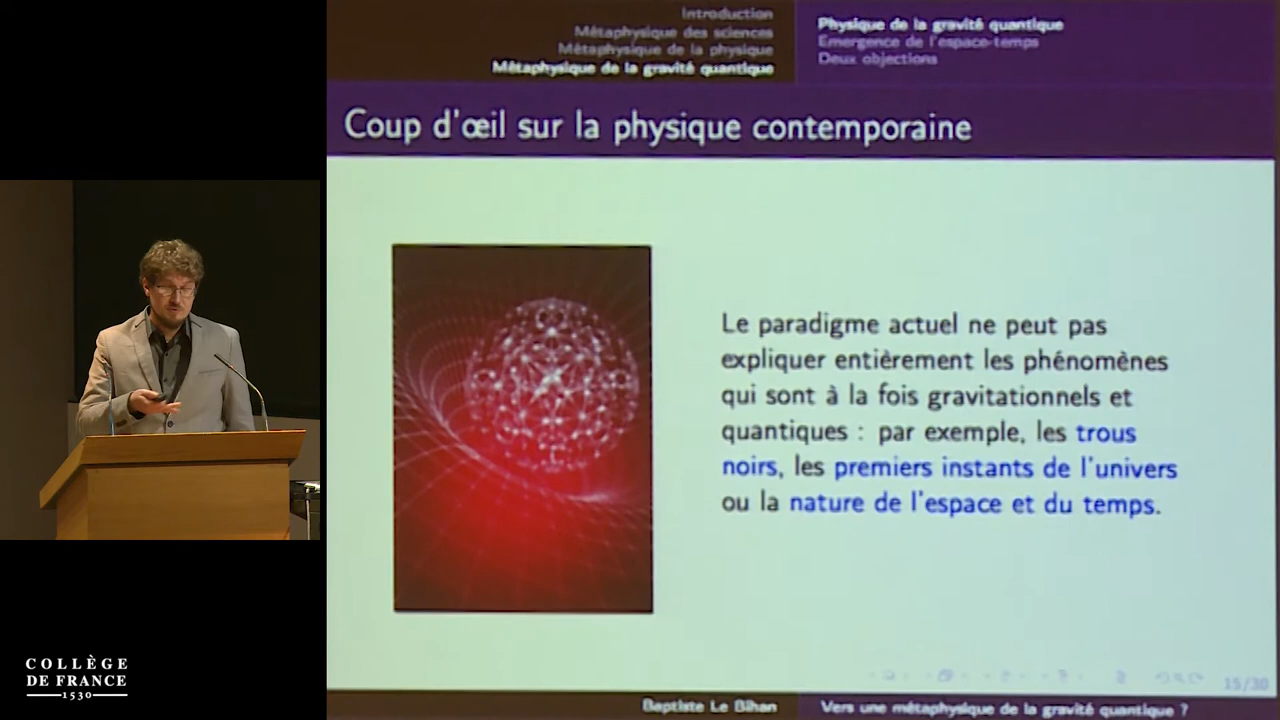 Introduction
Métaphysique des sciences
Métaphysique de la physique
Métaphysique de la gravité quantique
Physique de la gravité quantique
Emergence de l'espace-temps
Deux objections
Coup d'œil sur la physique contemporaine
Le paradigme actuel ne peut pas
expliquer entièrement les phénomènes
qui sont à la fois gravitationnels et
quantiques : par exemple, les trous
noirs, les premiers instants de l'univers
ou la nature de l'espace et du temps.
15/30
Baptiste Le Bihan
Vers une métaphysique de la gravité quantique ?
COLLÈGE
DE FRANCE
1530